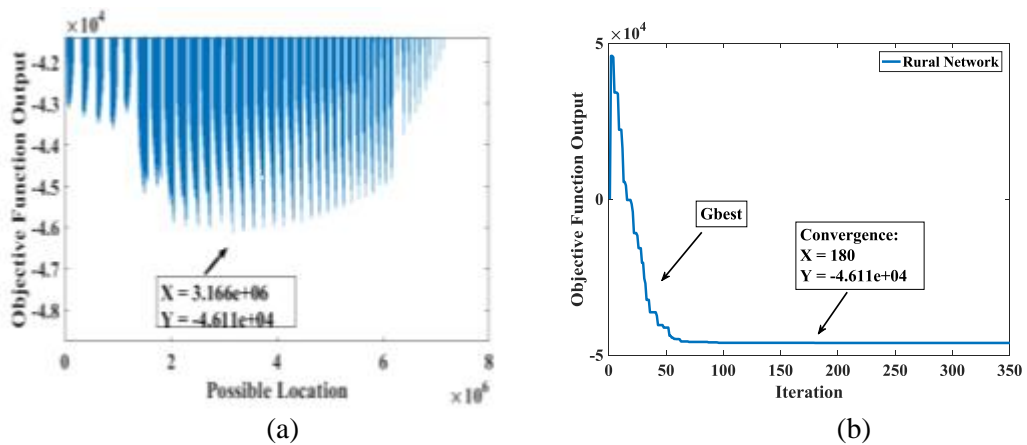 ×10⁴
-4.2
-4.3
-4.4
-4.5
-4.6
-4.7
-4.8
Objective Function Output
X = 3.166e+06
Y = -4.611e+04
0 2 4 6 8
Possible Location
×10⁶
(a)
×10⁴
5
0
-5
Objective Function Output
Rural Network
Gbest
Convergence:
X = 180
Y = -4.611e+04
0 50 100 150 200 250 300 350
Iteration
(b)